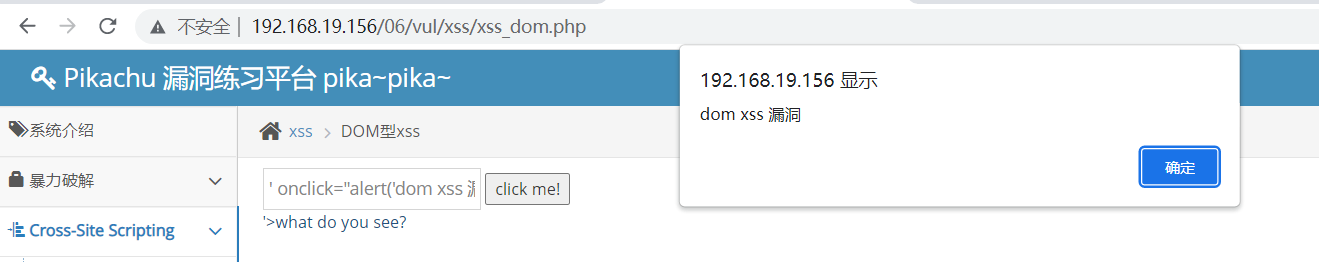 不安全 | 192.168.19.156/06/vul/xss/xss_dom.php
Pikachu 漏洞练习平台 pika~pika~
192.168.19.156 显示
dom xss 漏洞
确定
系统介绍
xss > DOM型xss
暴力破解
' onclick="alert('dom xss click me!
'>what do you see?
Cross-Site Scripting